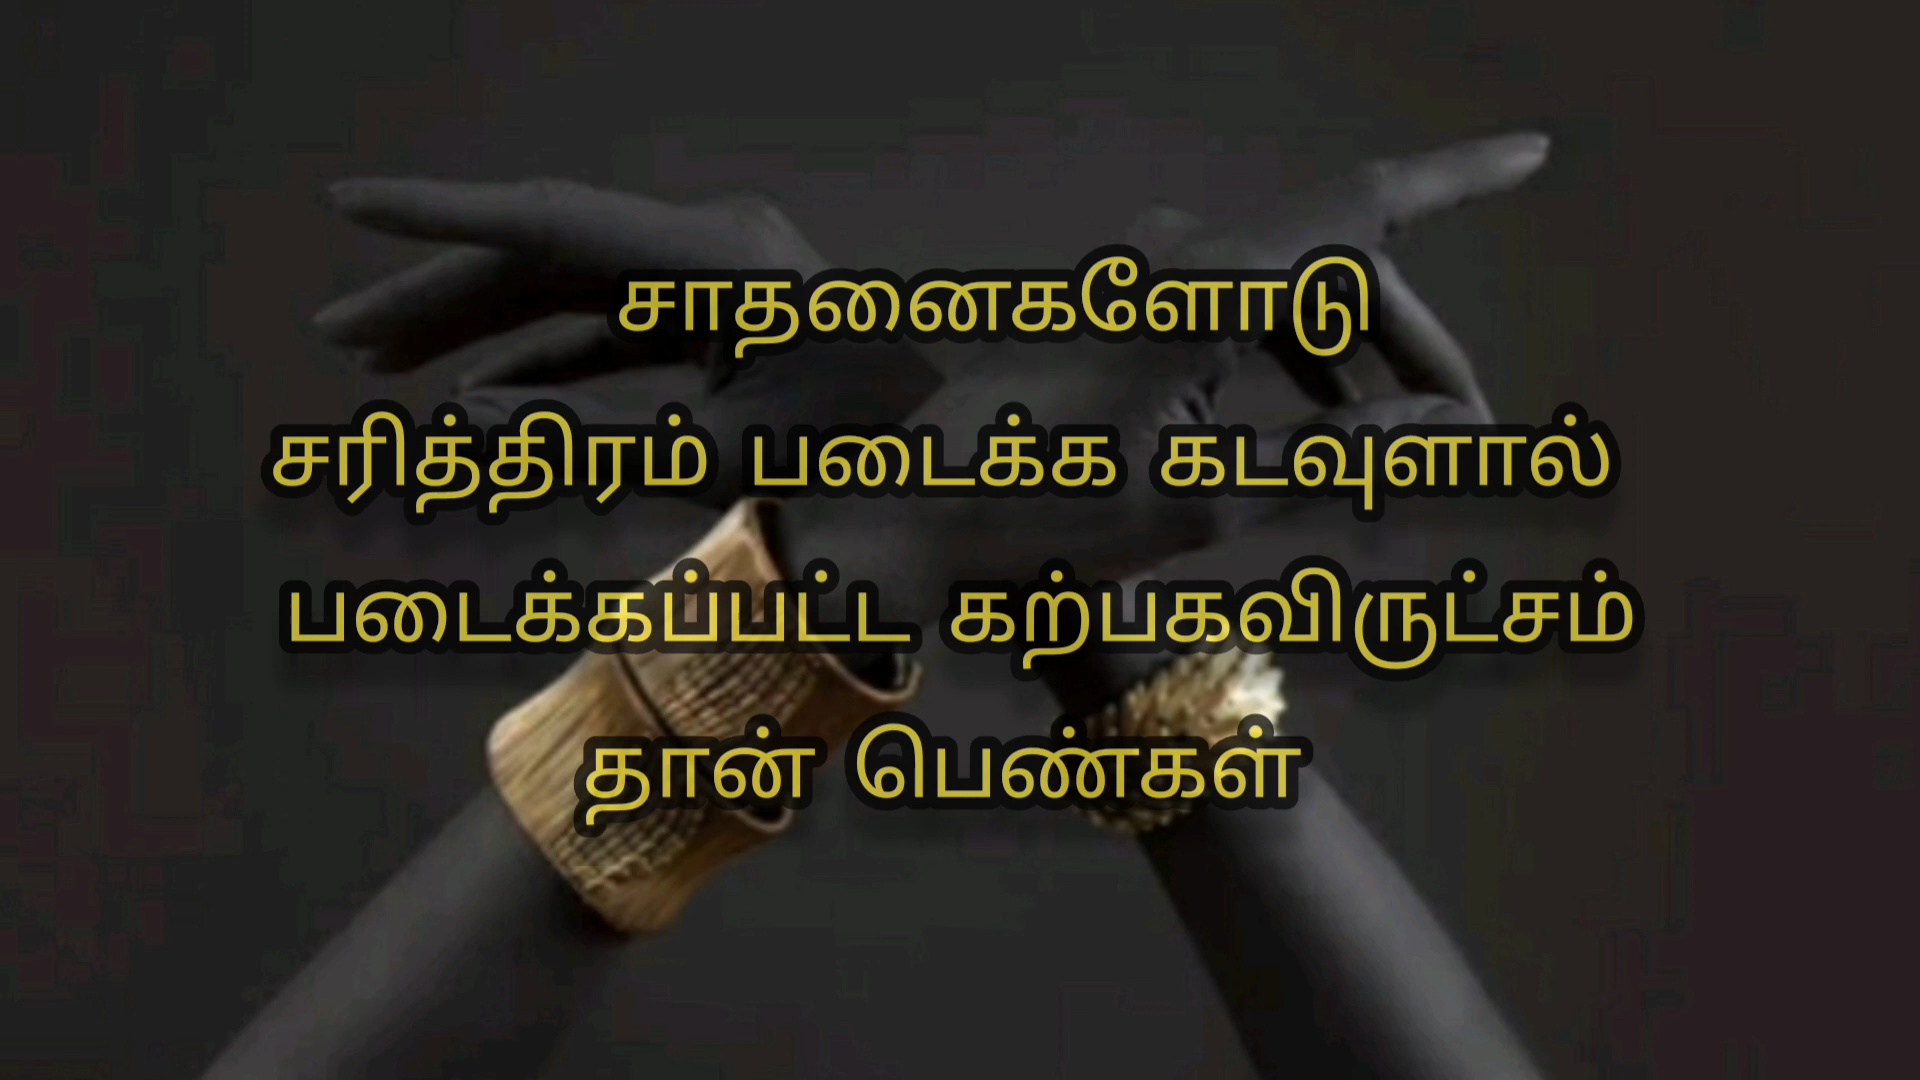 சாதனைகளோடு
சரித்திரம் படைக்க கடவுளால்
படைக்கப்பட்ட கற்பகவிருட்சம்
தான் பெண்கள்